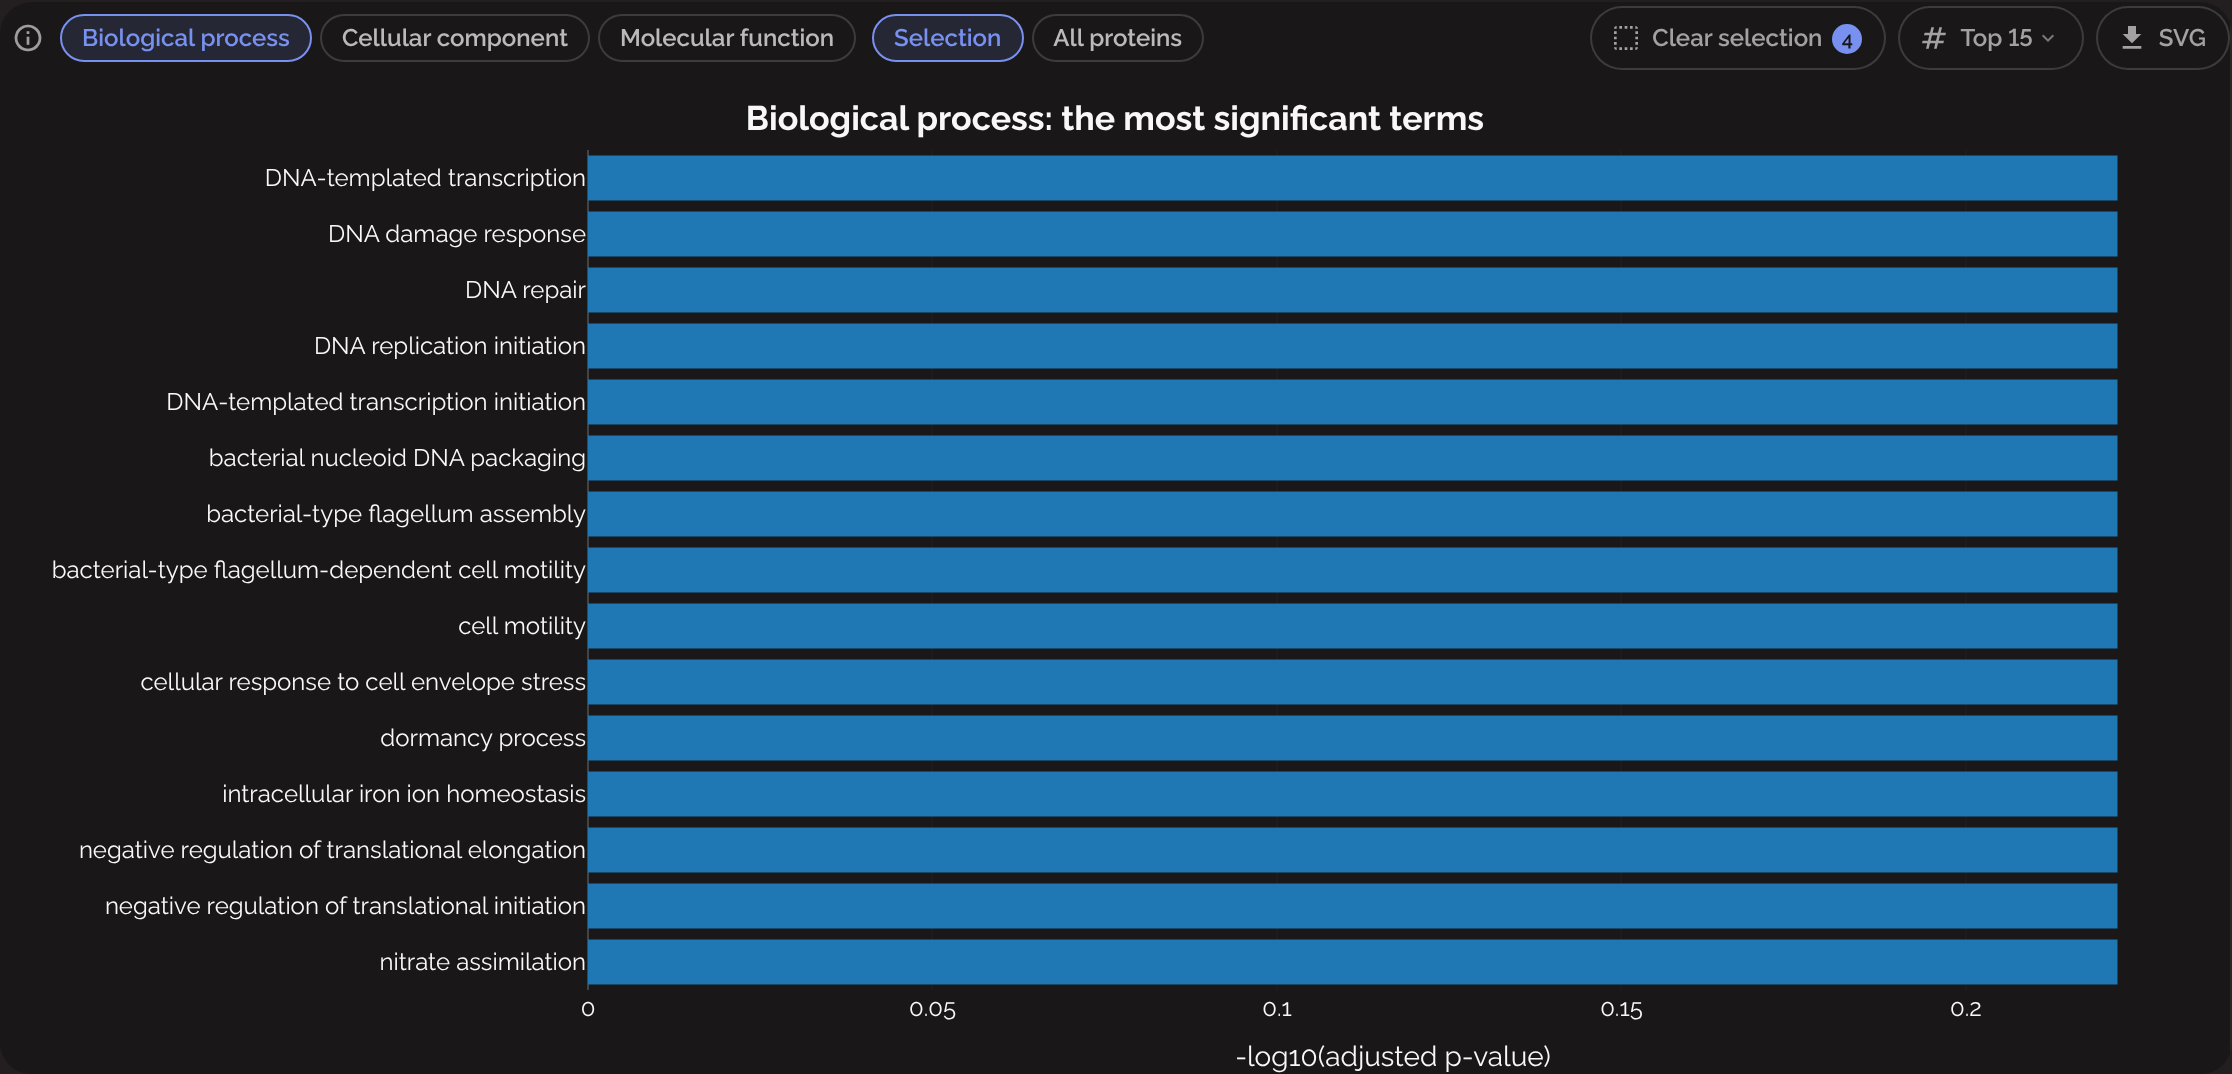 Biological process Cellular component Molecular function Selection All proteins Clear selection 4 # Top 15 SVG
Biological process: the most significant terms
DNA-templated transcription
DNA damage response
DNA repair
DNA replication initiation
DNA-templated transcription initiation
bacterial nucleoid DNA packaging
bacterial-type flagellum assembly
bacterial-type flagellum-dependent cell motility
cell motility
cellular response to cell envelope stress
dormancy process
intracellular iron ion homeostasis
negative regulation of translational elongation
negative regulation of translational initiation
nitrate assimilation
0 0.05 0.1 0.15 0.2
-log10(adjusted p-value)